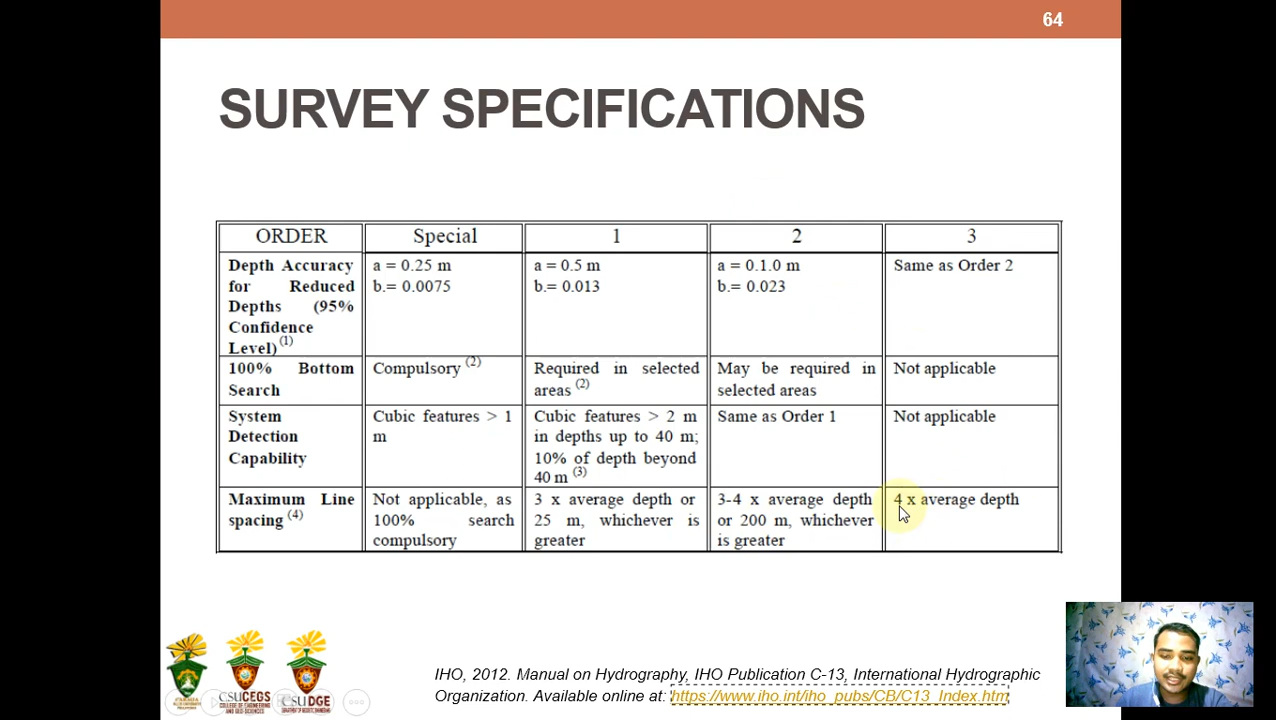 64
SURVEY SPECIFICATIONS
ORDER Special 1 2 3
Depth Accuracy for Reduced Depths (95% Confidence Level) (1)
a = 0.25 m
b.= 0.0075
a = 0.5 m
b.= 0.013
a = 0.1.0 m
b.= 0.023
Same as Order 2
100% Bottom
Search
Compulsory (2)
Required in selected
areas (2)
May be required in
selected areas
Not applicable
System
Detection
Capability
Cubic features > 1
m
Cubic features > 2 m
in depths up to 40 m;
10% of depth beyond
40 m (3)
Same as Order 1
Not applicable
Maximum Line
spacing (4)
Not applicable, as
100% search
compulsory
3 x average depth or
25 m, whichever is
greater
3-4 x average depth
or 200 m, whichever
is greater
4 x average depth
CSUCEGS
CSUDGE
IHO, 2012. Manual on Hydrography, IHO Publication C-13, International Hydrographic
Organization. Available online at: https://www.iho.int/iho_pubs/CB/C13_Index.htm